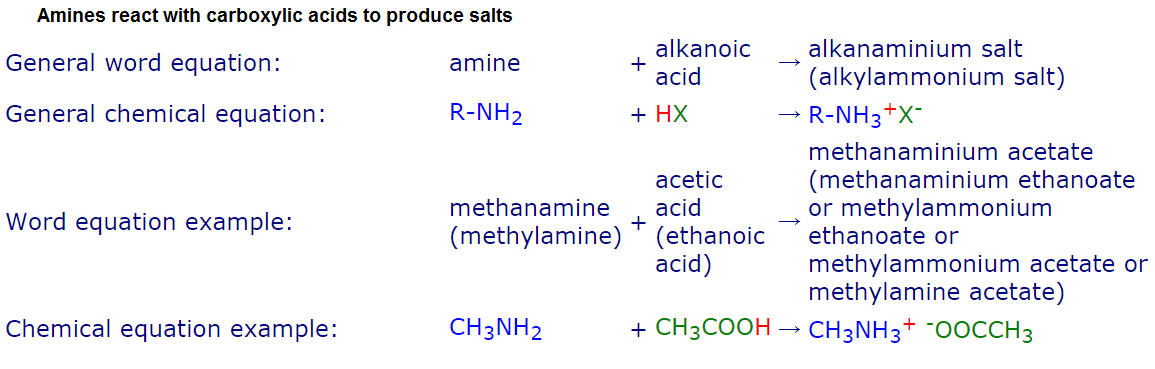 Amines react with carboxylic acids to produce salts
General word equation: amine + alkanoic acid → alkanaminium salt (alkylammonium salt)
General chemical equation: R-NH₂ + HX → R-NH₃⁺X⁻
Word equation example: methanamine (methylamine) + acetic acid (ethanoic acid) → methanaminium acetate (methanaminium ethanoate or methylammonium ethanoate or methylammonium acetate or methylamine acetate)
Chemical equation example: CH₃NH₂ + CH₃COOH → CH₃NH₃⁺ ⁻OOCCH₃